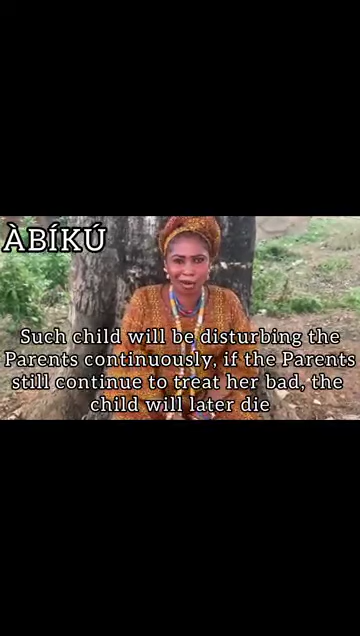 ÀBÍKÚ
Such child will be disturbing the
Parents continuously, if the Parents
still continue to treat her bad, the
child will later die